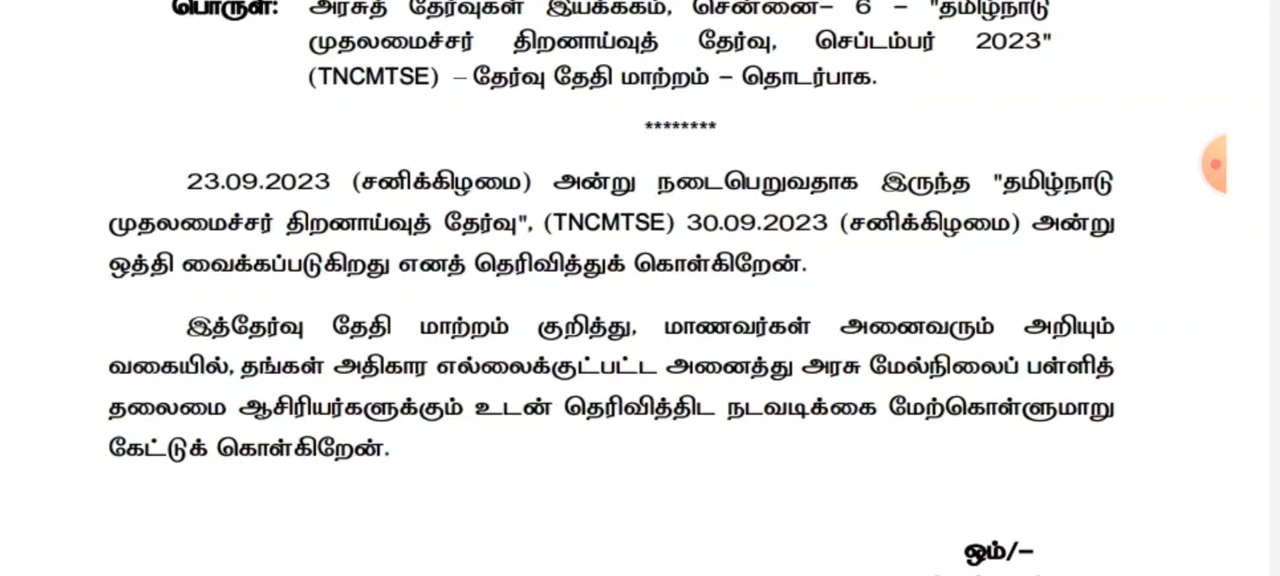 பொருள்: அரசுத் தேர்வுகள் இயக்ககம், சென்னை– 6 – "தமிழ்நாடு
முதலமைச்சர் திறனாய்வுத் தேர்வு, செப்டம்பர் 2023"
(TNCMTSE) – தேர்வு தேதி மாற்றம் – தொடர்பாக.
********
23.09.2023 (சனிக்கிழமை) அன்று நடைபெறுவதாக இருந்த "தமிழ்நாடு
முதலமைச்சர் திறனாய்வுத் தேர்வு", (TNCMTSE) 30.09.2023 (சனிக்கிழமை) அன்று
ஒத்தி வைக்கப்படுகிறது எனத் தெரிவித்துக் கொள்கிறேன்.
இத்தேர்வு தேதி மாற்றம் குறித்து, மாணவர்கள் அனைவரும் அறியும்
வகையில், தங்கள் அதிகார எல்லைக்குட்பட்ட அனைத்து அரசு மேல்நிலைப் பள்ளித்
தலைமை ஆசிரியர்களுக்கும் உடன் தெரிவித்திட நடவடிக்கை மேற்கொள்ளுமாறு
கேட்டுக் கொள்கிறேன்.
ஒம்/–